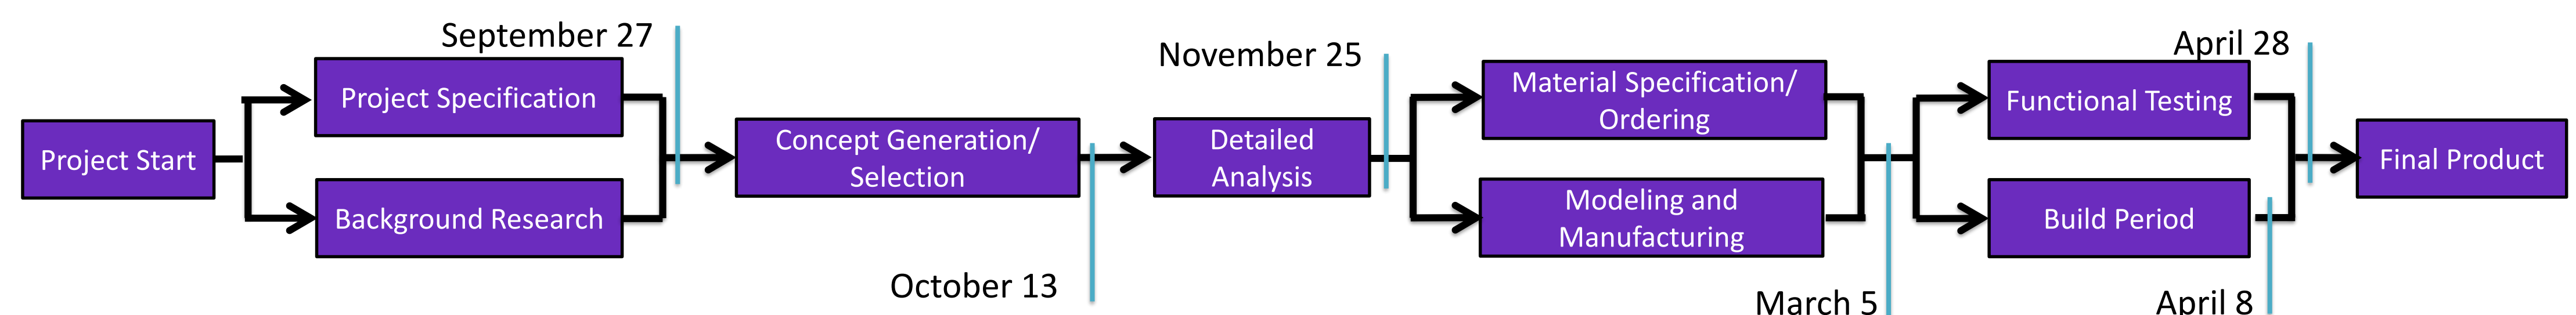 Project Start
Project Specification
Background Research
September 27
Concept Generation/
Selection
October 13
Detailed
Analysis
November 25
Material Specification/
Ordering
Modeling and
Manufacturing
March 5
Functional Testing
Build Period
April 8
April 28
Final Product